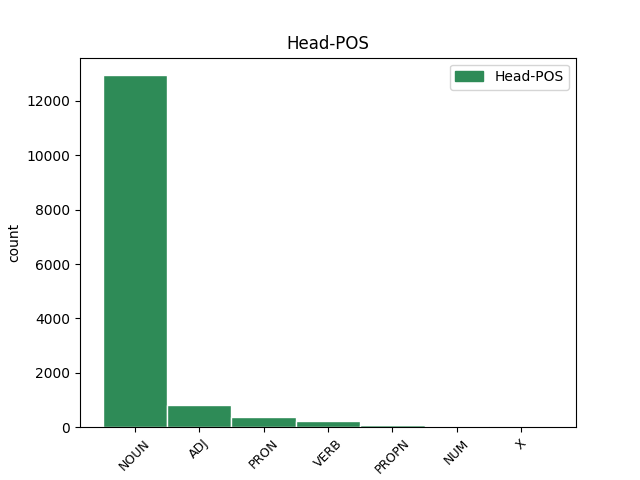 Head-POS
Head-POS
12000
10000
8000
6000
4000
2000
0
count
NOUN
ADJ
PRON
VERB
PROPN
NUM
X